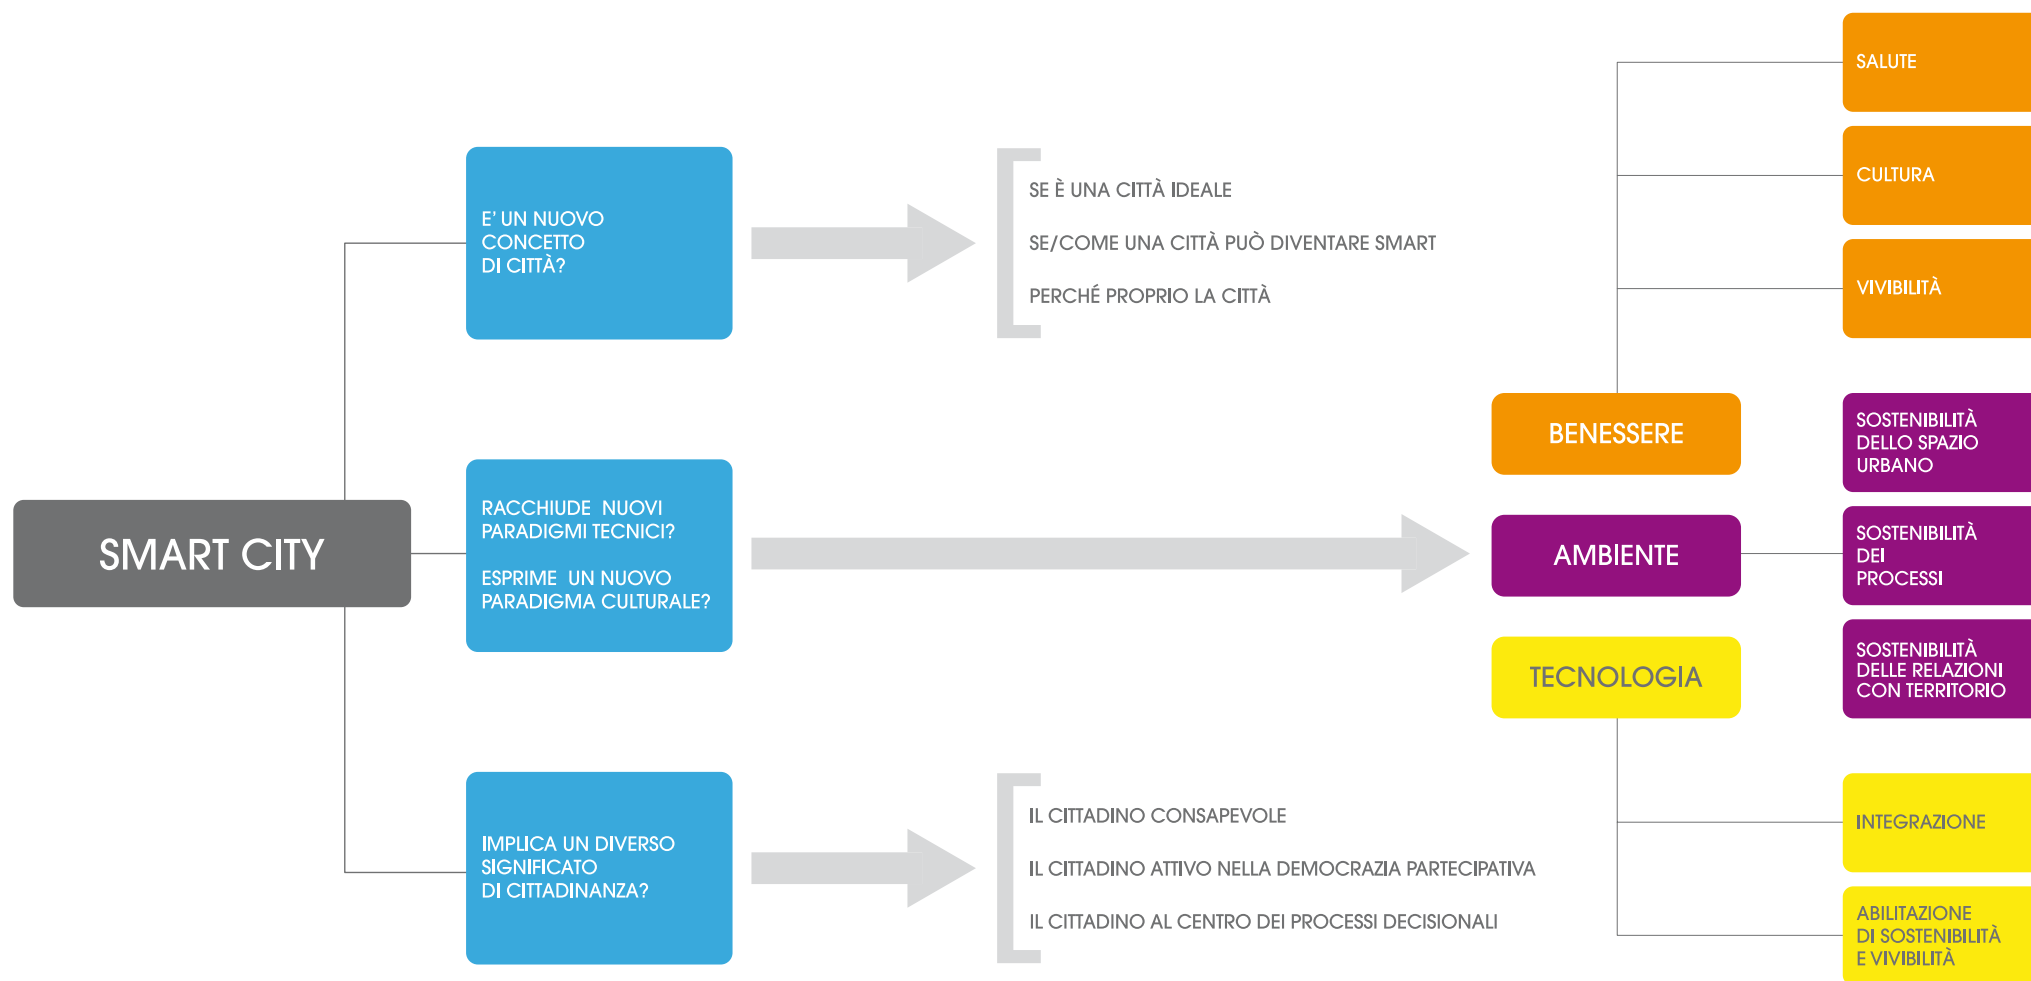 SMART CITY
E' UN NUOVO
CONCETTO
DI CITTÀ?
SE È UNA CITTÀ IDEALE
SE/COME UNA CITTÀ PUÒ DIVENTARE SMART
PERCHÉ PROPRIO LA CITTÀ
RACCHIUDE NUOVI
PARADIGMI TECNICI?
ESPRIME UN NUOVO
PARADIGMA CULTURALE?
IMPLICA UN DIVERSO
SIGNIFICATO
DI CITTADINANZA?
IL CITTADINO CONSAPEVOLE
IL CITTADINO ATTIVO NELLA DEMOCRAZIA PARTECIPATIVA
IL CITTADINO AL CENTRO DEI PROCESSI DECISIONALI
BENESSERE
AMBIENTE
TECNOLOGIA
SALUTE
CULTURA
VIVIBILITÀ
SOSTENIBILITÀ
DELLO SPAZIO
URBANO
SOSTENIBILITÀ
DEI
PROCESSI
SOSTENIBILITÀ
DELLE RELAZIONI
CON TERRITORIO
INTEGRAZIONE
ABILITAZIONE
DI SOSTENIBILITÀ
E VIVIBILITÀ